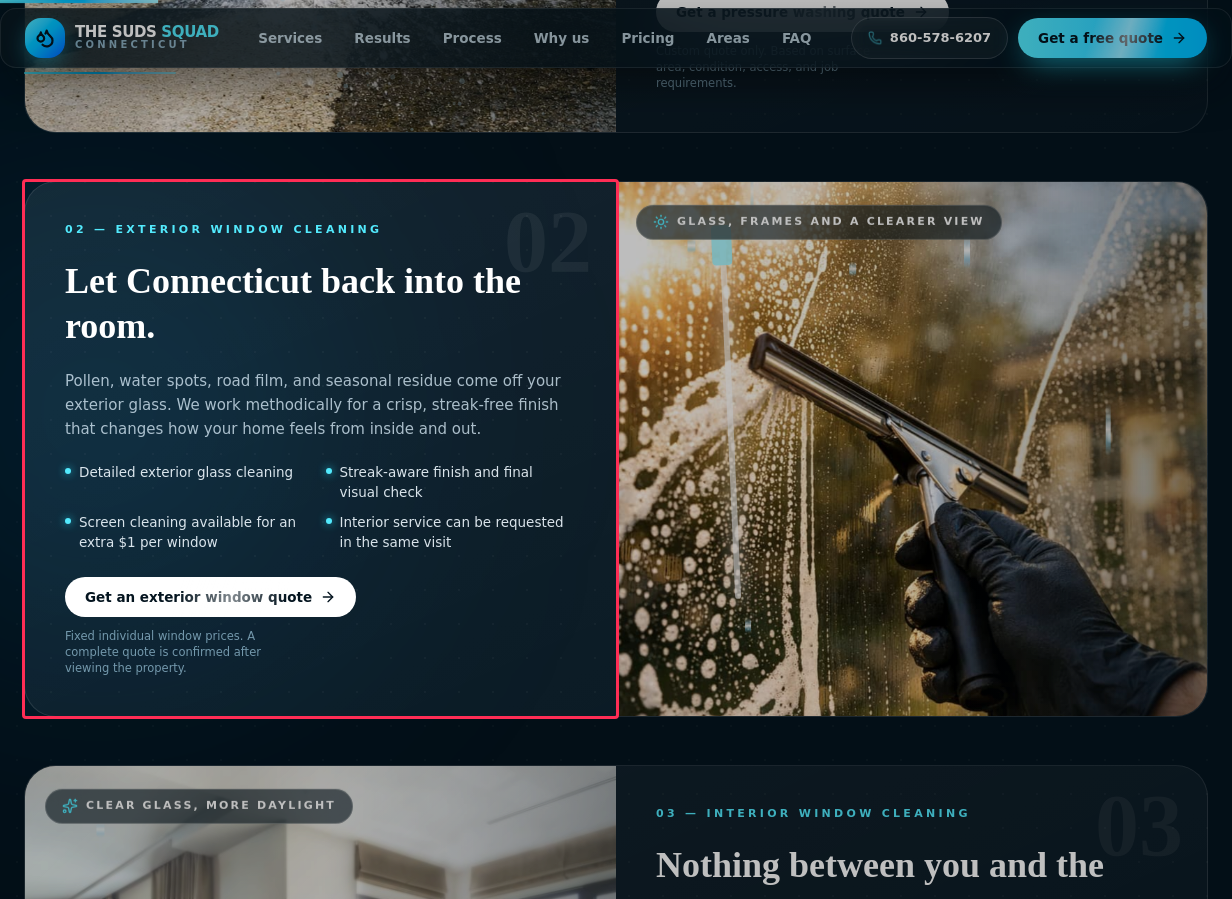 Get a pressure washing quote
THE SUDS SQUAD
CONNECTICUT
Services
Results
Process
Why us
Pricing
Areas
FAQ
860-578-6207
Get a free quote
area, condition, access, and job
requirements.
02 — EXTERIOR WINDOW CLEANING
02
Let Connecticut back into the
room.
Pollen, water spots, road film, and seasonal residue come off your
exterior glass. We work methodically for a crisp, streak-free finish
that changes how your home feels from inside and out.
Detailed exterior glass cleaning
Streak-aware finish and final
visual check
Screen cleaning available for an
extra $1 per window
Interior service can be requested
in the same visit
Get an exterior window quote
Fixed individual window prices. A
complete quote is confirmed after
viewing the property.
GLASS, FRAMES AND A CLEARER VIEW
CLEAR GLASS, MORE DAYLIGHT
03 — INTERIOR WINDOW CLEANING
03
Nothing between you and the